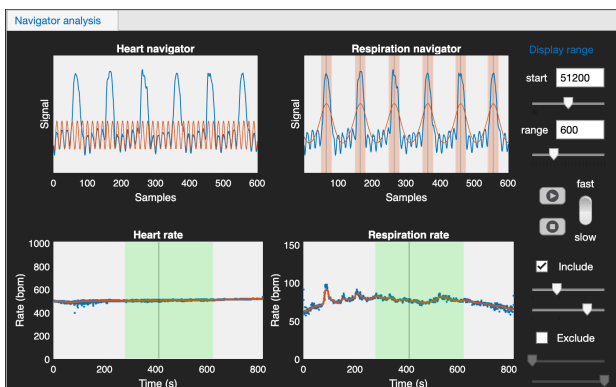 Navigator analysis
Heart navigator
Signal
0 100 200 300 400 500 600
Samples
Respiration navigator
Signal
0 100 200 300 400 500 600
Samples
Display range
start 51200
range 600
fast
slow
Heart rate
Rate (bpm)
1000
800
600
400
200
0
0 200 400 600 800
Time (s)
Respiration rate
Rate (bpm)
150
100
50
0
0 200 400 600 800
Time (s)
Include
Exclude